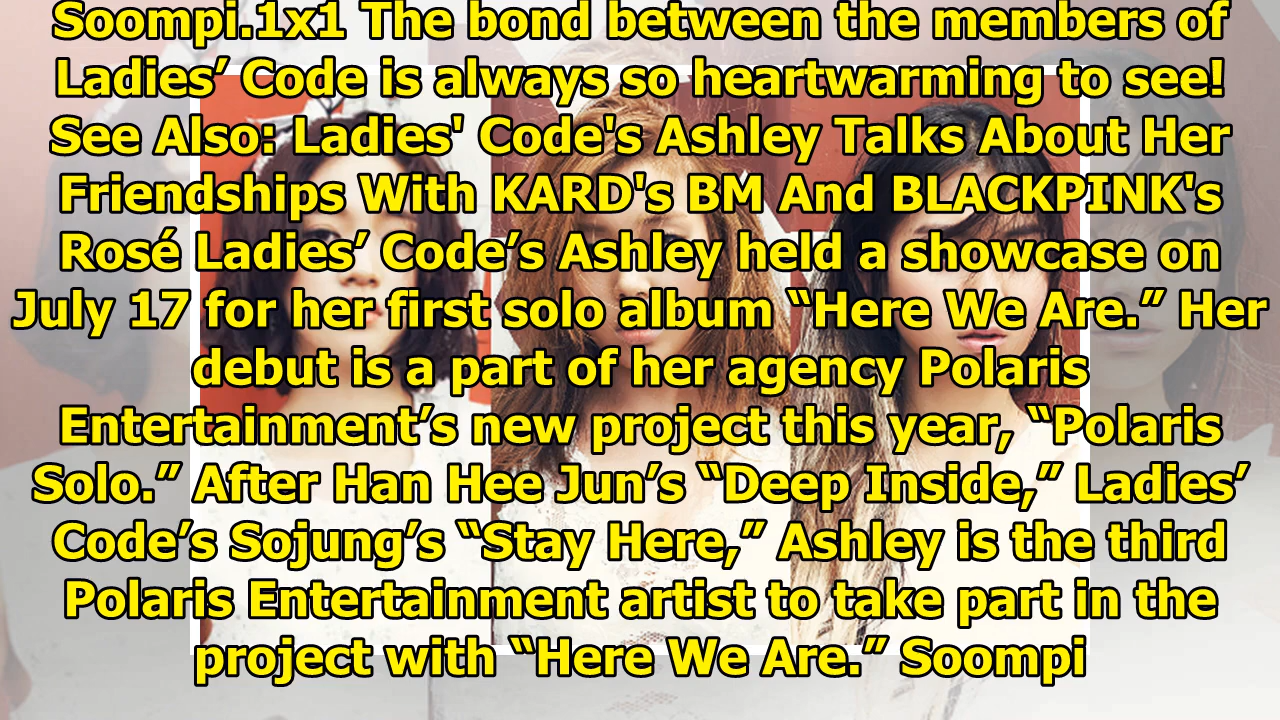 Soompi.1x1 The bond between the members of
Ladies’ Code is always so heartwarming to see!
See Also: Ladies' Code's Ashley Talks About Her
Friendships With KARD's BM And BLACKPINK's
Rosé Ladies’ Code’s Ashley held a showcase on
July 17 for her first solo album “Here We Are.” Her
debut is a part of her agency Polaris
Entertainment’s new project this year, “Polaris
Solo.” After Han Hee Jun’s “Deep Inside,” Ladies’
Code’s Sojung’s “Stay Here,” Ashley is the third
Polaris Entertainment artist to take part in the
project with “Here We Are.” Soompi